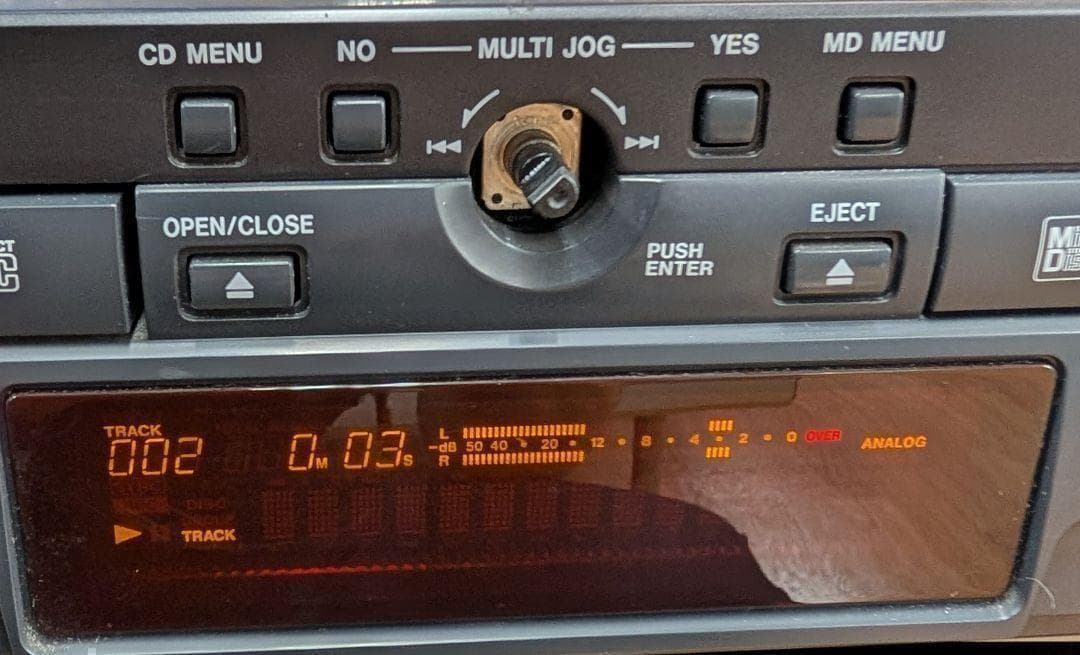 CD MENU NO MULTI JOG YES MD MENU
OPEN/CLOSE
EJECT
PUSH
ENTER
TRACK
002 0M 03S
L
-dB 50 40 20 12 8 4 2 0 OVER
R
ANALOG
TRACK